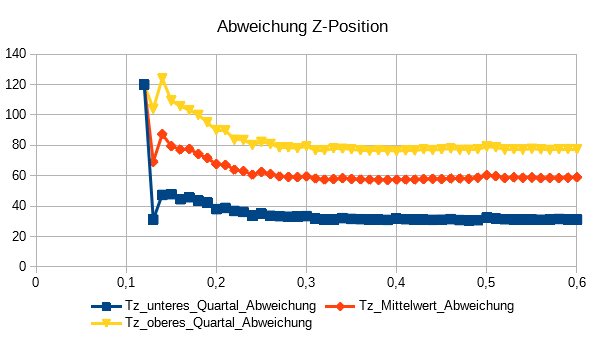 Abweichung Z-Position
140
120
100
80
60
40
20
0
0 0,1 0,2 0,3 0,4 0,5 0,6
Tz_unteres_Quartal_Abweichung Tz_Mittelwert_Abweichung
Tz_oberes_Quartal_Abweichung